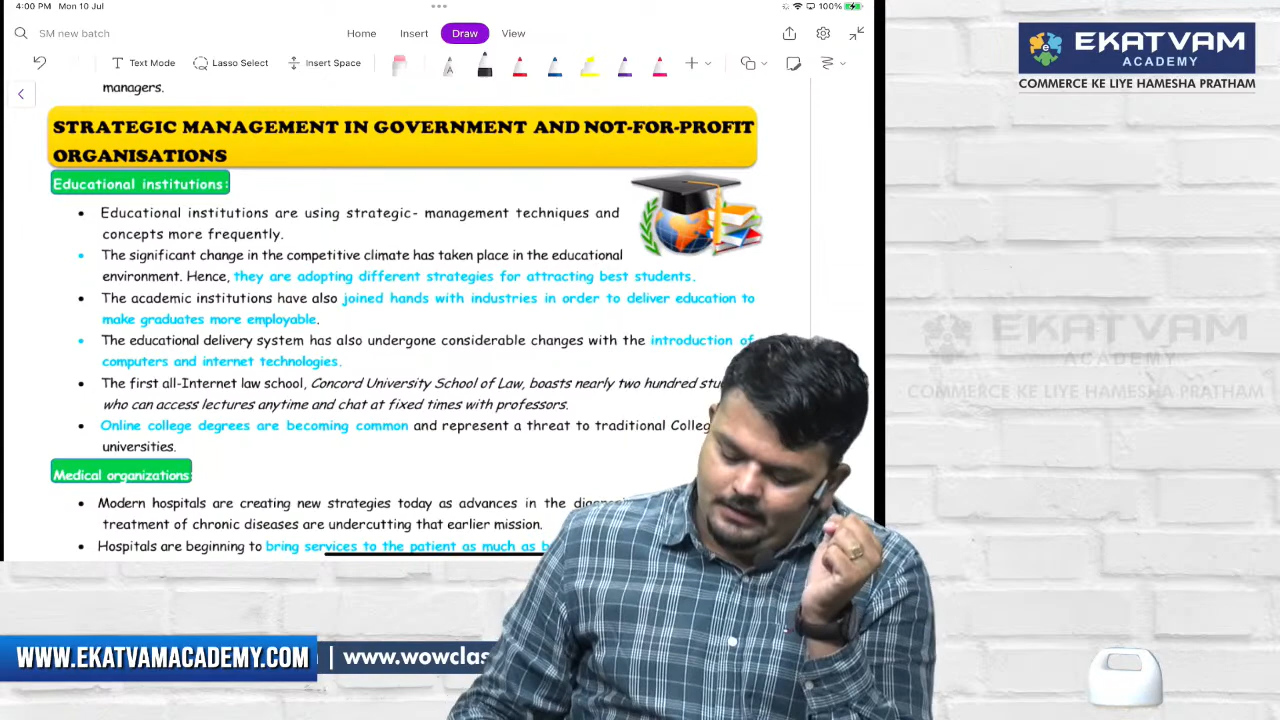 4:00 PM Mon 10 Jul
100%
SM new batch
Home Insert Draw View
Text Mode Lasso Select Insert Space
managers.
STRATEGIC MANAGEMENT IN GOVERNMENT AND NOT-FOR-PROFIT
ORGANISATIONS
Educational institutions:
• Educational institutions are using strategic- management techniques and
concepts more frequently.
• The significant change in the competitive climate has taken place in the educational
environment. Hence, they are adopting different strategies for attracting best students.
• The academic institutions have also joined hands with industries in order to deliver education to
make graduates more employable.
• The educational delivery system has also undergone considerable changes with the introduction of
computers and internet technologies.
• The first all-Internet law school, Concord University School of Law, boasts nearly two hundred
who can access lectures anytime and chat at fixed times with professors.
• Online college degrees are becoming common and represent a threat to traditional
universities.
Medical organizations:
• Modern hospitals are creating new strategies today as advances in the
treatment of chronic diseases are undercutting that earlier mission.
• Hospitals are beginning to bring services to the patient as much as
EKATVAM
ACADEMY
COMMERCE KE LIYE HAMESHA PRATHAM
EKATVAM
ACADEMY
COMMERCE KE LIYE HAMESHA PRATHAM
WWW.EKATVAMACADEMY.COM